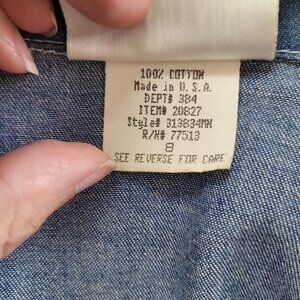 100% COTTON
Made in U.S.A.
DEPT# 384
ITEM# 20827
Style# 313834MM
R/H# 77513
8
SEE REVERSE FOR CARE